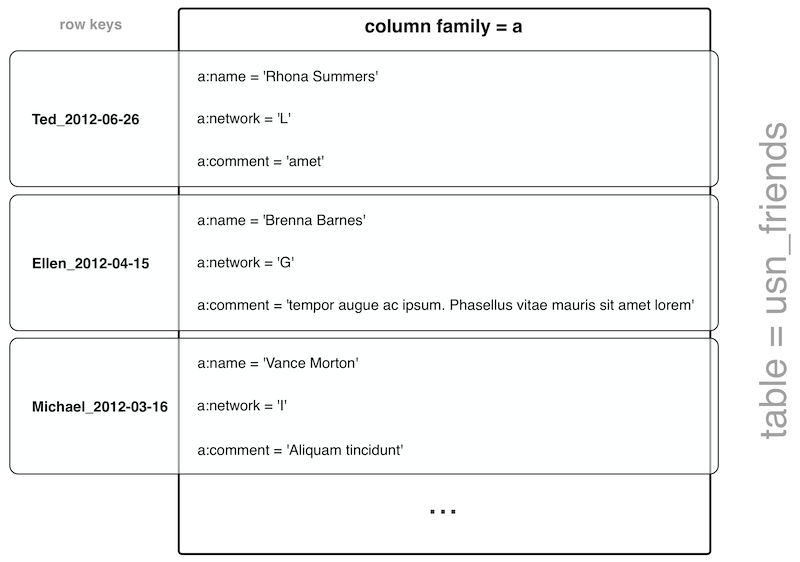 row keys
column family = a
Ted_2012-06-26
a:name = 'Rhona Summers'
a:network = 'L'
a:comment = 'amet'
Ellen_2012-04-15
a:name = 'Brenna Barnes'
a:network = 'G'
a:comment = 'tempor augue ac ipsum. Phasellus vitae mauris sit amet lorem'
Michael_2012-03-16
a:name = 'Vance Morton'
a:network = 'I'
a:comment = 'Aliquam tincidunt'
...
table = usn_friends